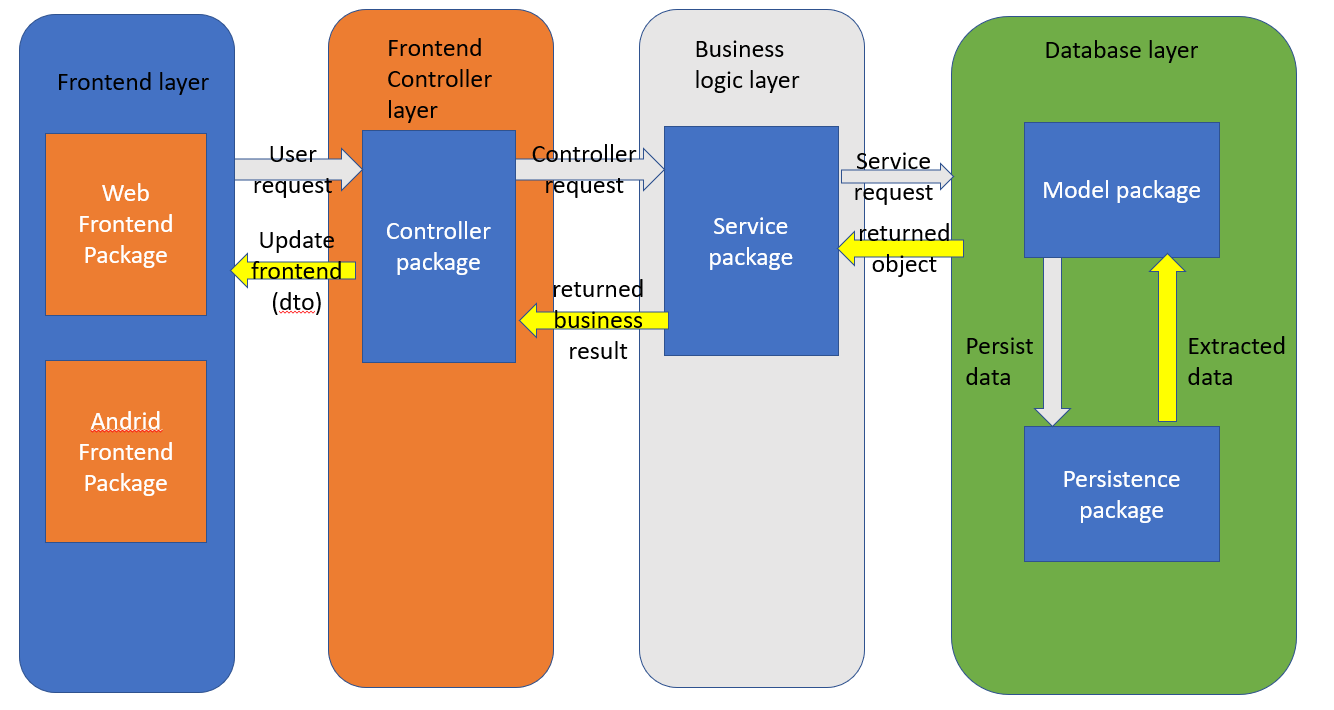 Frontend layer
Web
Frontend
Package
Andrid
Frontend
Package
User
request
Update
frontend
(dto)
Frontend
Controller
layer
Controller
package
Controller
request
returned
business
result
Business
logic layer
Service
package
Service
request
returned
object
Database layer
Model package
Persist
data
Extracted
data
Persistence
package